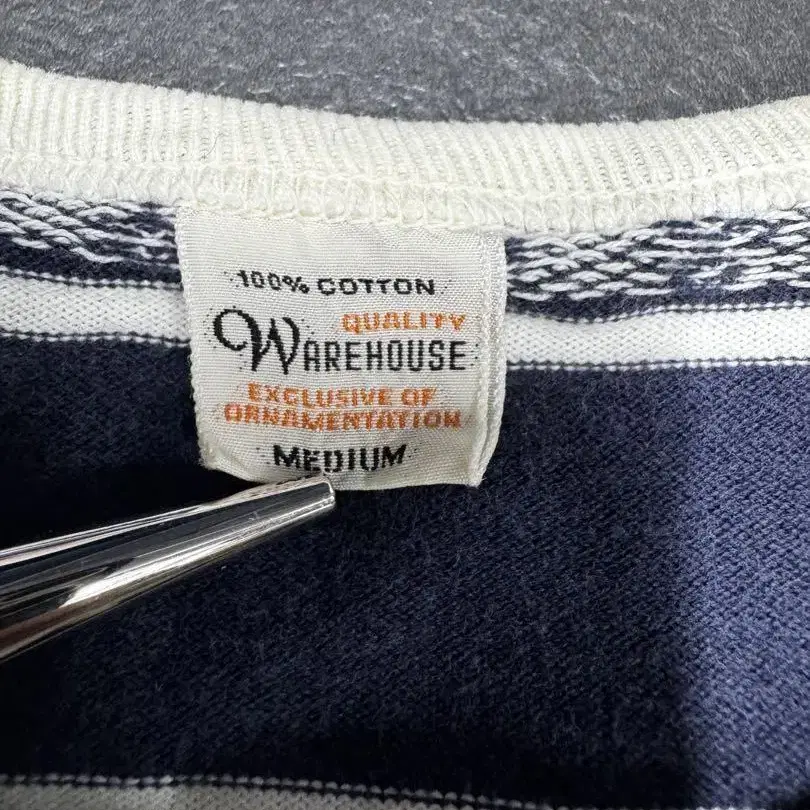 100% COTTON
QUALITY
WAREHOUSE
EXCLUSIVE OF
ORNAMENTATION
MEDIUM